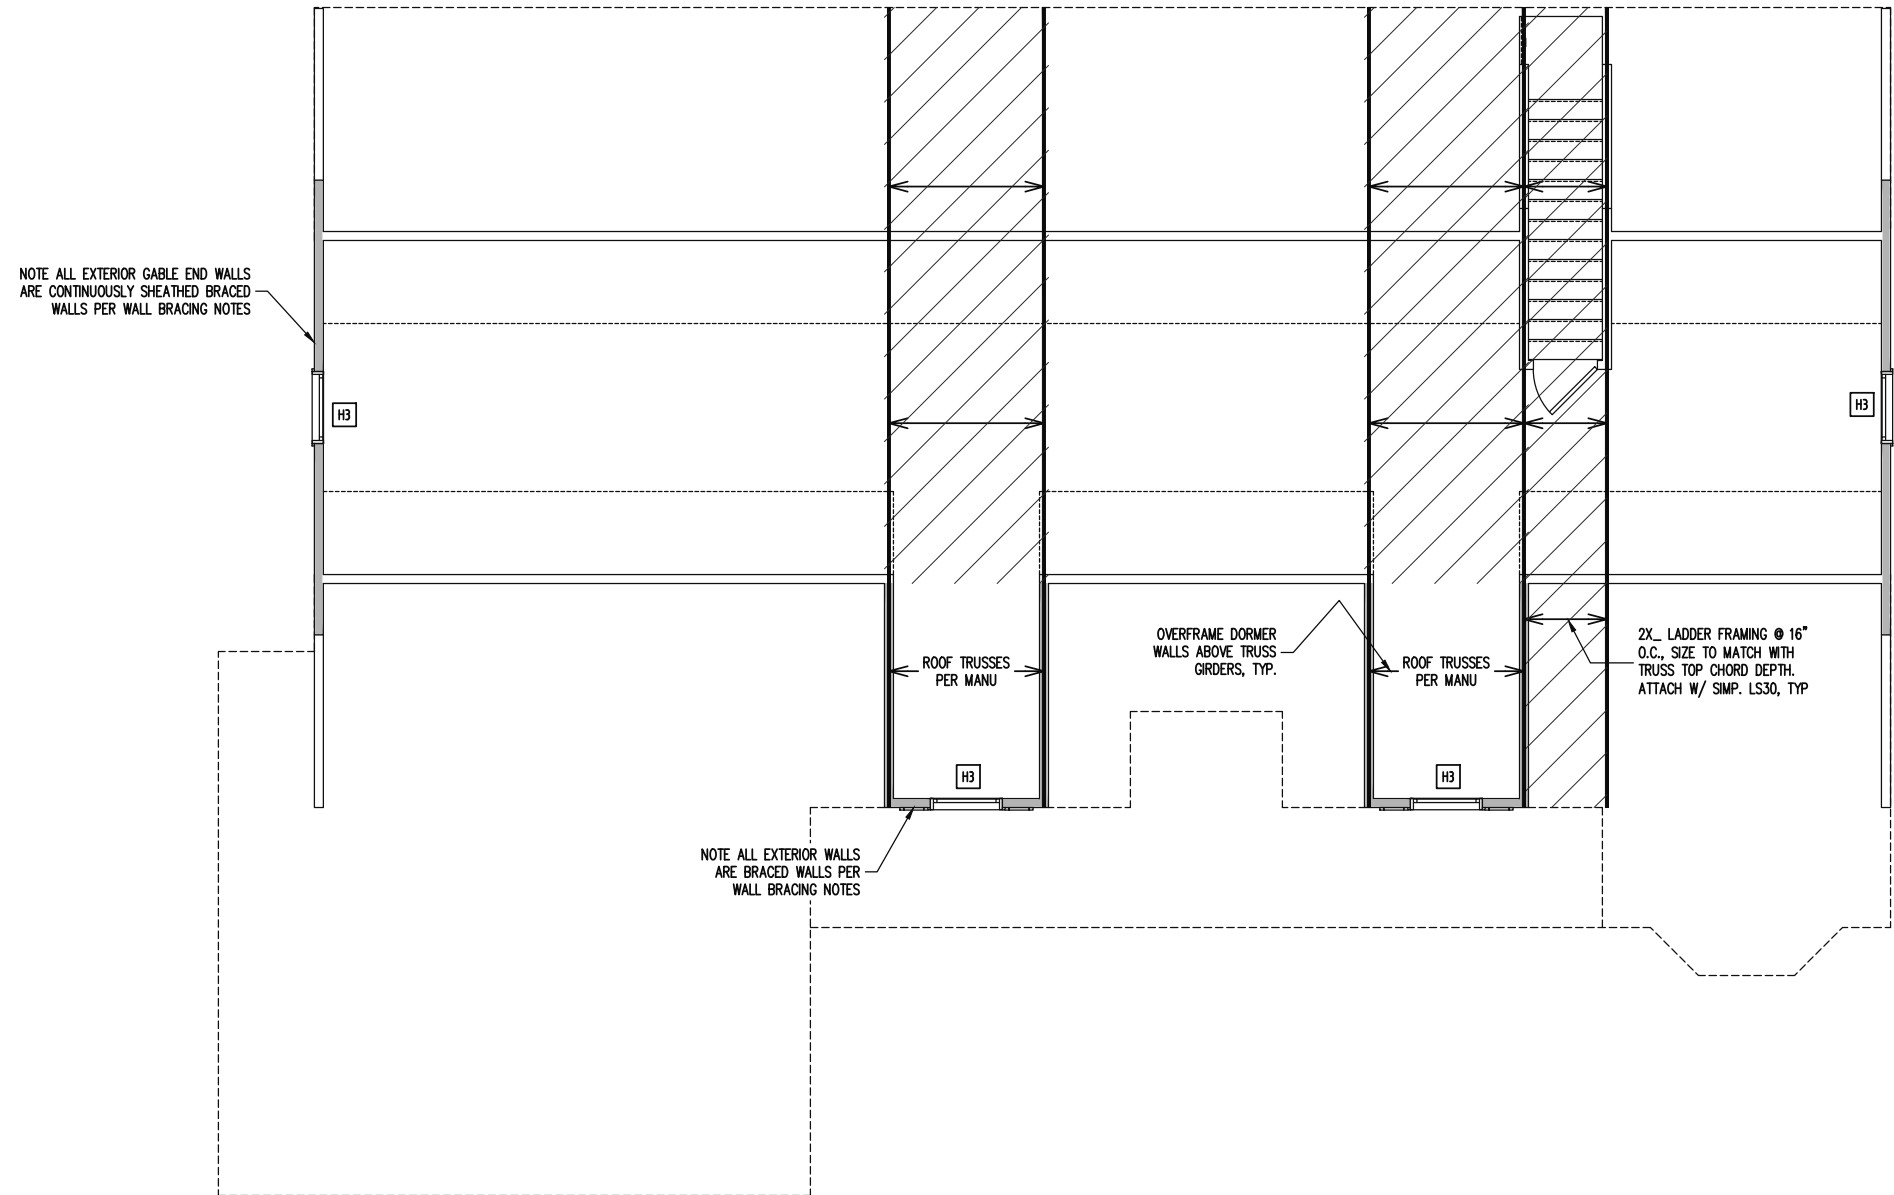 NOTE ALL EXTERIOR GABLE END WALLS
ARE CONTINUOUSLY SHEATHED BRACED
WALLS PER WALL BRACING NOTES
H3
H3
OVERFRAME DORMER
WALLS ABOVE TRUSS
GIRDERS, TYP.
2X_ LADDER FRAMING @ 16"
O.C., SIZE TO MATCH WITH
TRUSS TOP CHORD DEPTH.
ATTACH W/ SIMP. LS30, TYP
ROOF TRUSSES
PER MANU
ROOF TRUSSES
PER MANU
H3
H3
NOTE ALL EXTERIOR WALLS
ARE BRACED WALLS PER
WALL BRACING NOTES